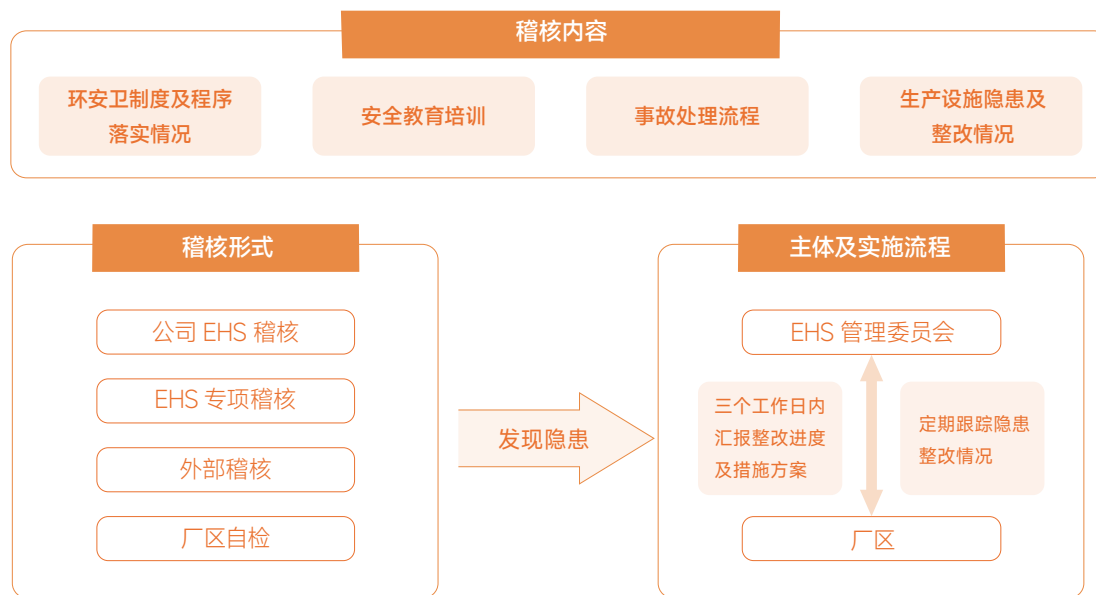 稽核内容
环安卫制度及程序
落实情况
安全教育培训
事故处理流程
生产设施隐患及
整改情况
稽核形式
公司 EHS 稽核
EHS 专项稽核
外部稽核
厂区自检
发现隐患
主体及实施流程
EHS 管理委员会
三个工作日内
汇报整改进度
及措施方案
定期跟踪隐患
整改情况
厂区